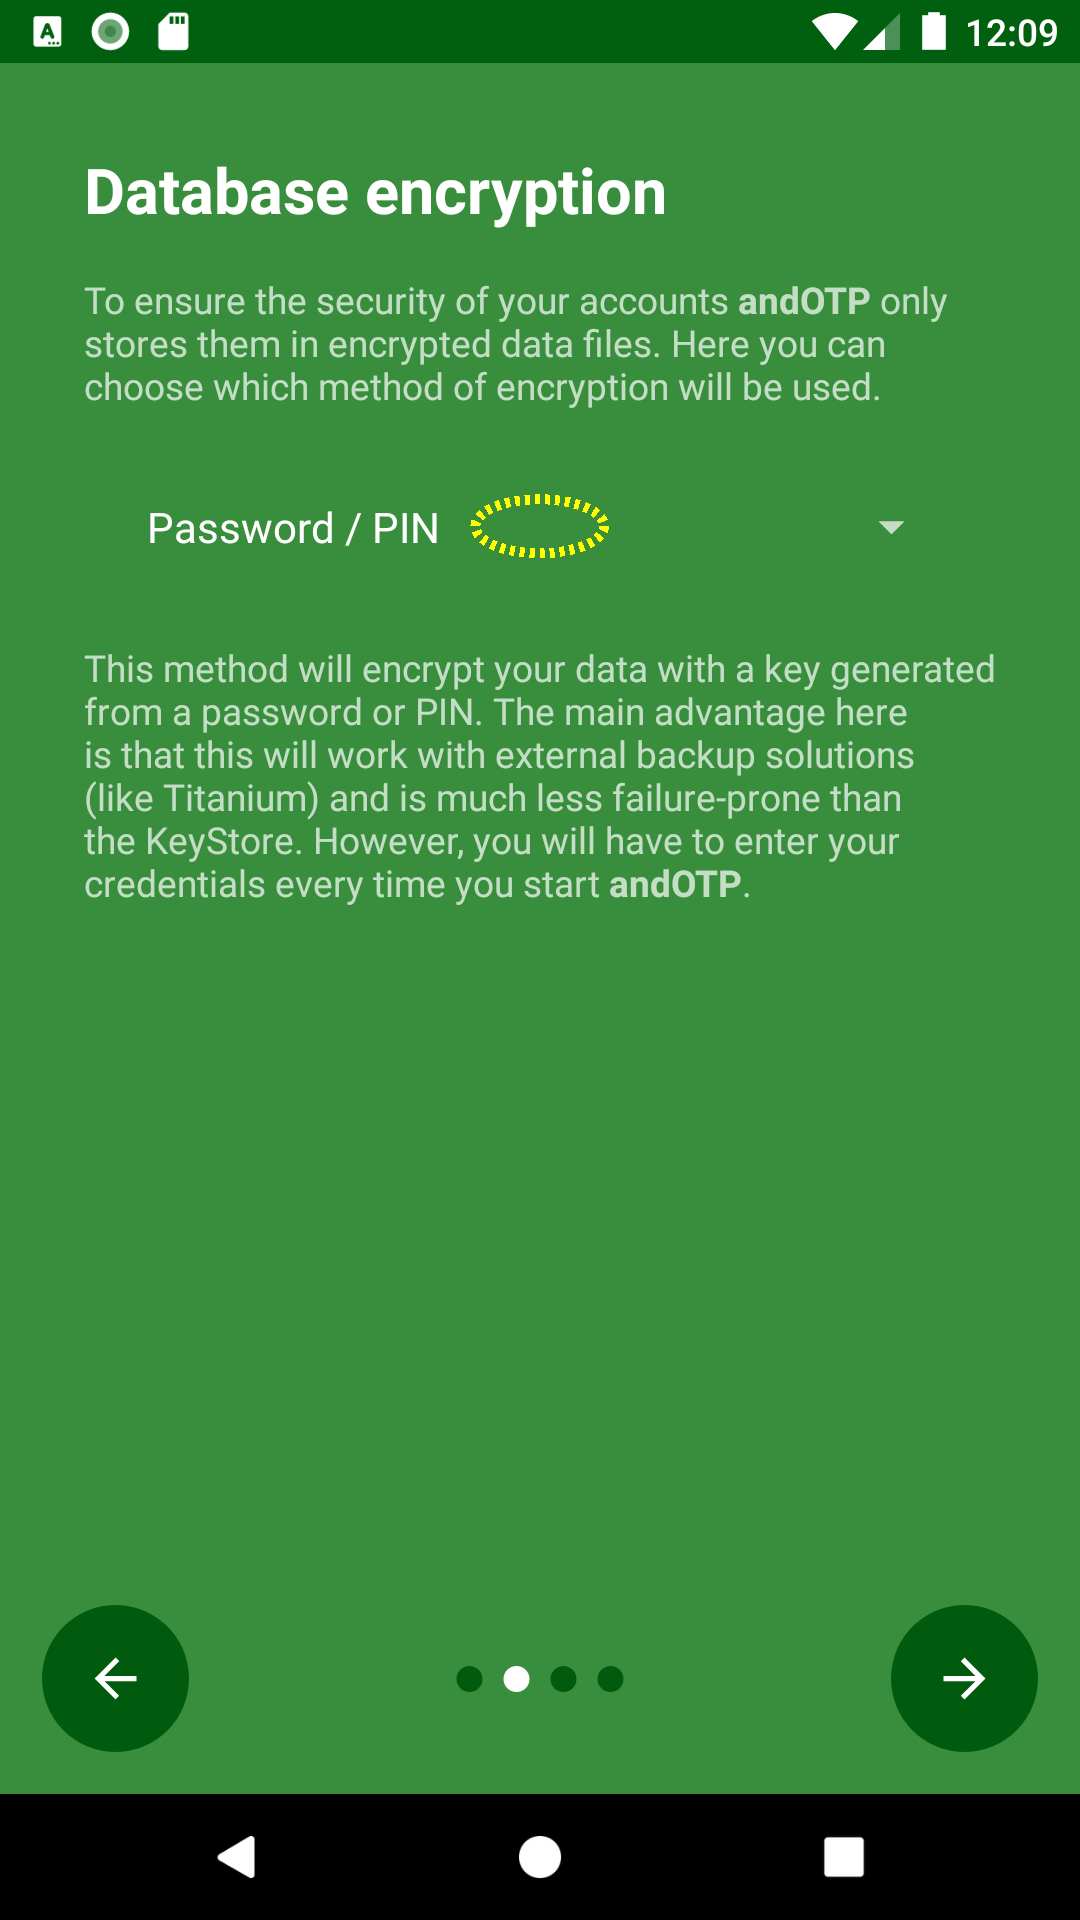 12:09
Database encryption
To ensure the security of your accounts andOTP only
stores them in encrypted data files. Here you can
choose which method of encryption will be used.
Password / PIN
This method will encrypt your data with a key generated
from a password or PIN. The main advantage here
is that this will work with external backup solutions
(like Titanium) and is much less failure-prone than
the KeyStore. However, you will have to enter your
credentials every time you start andOTP.